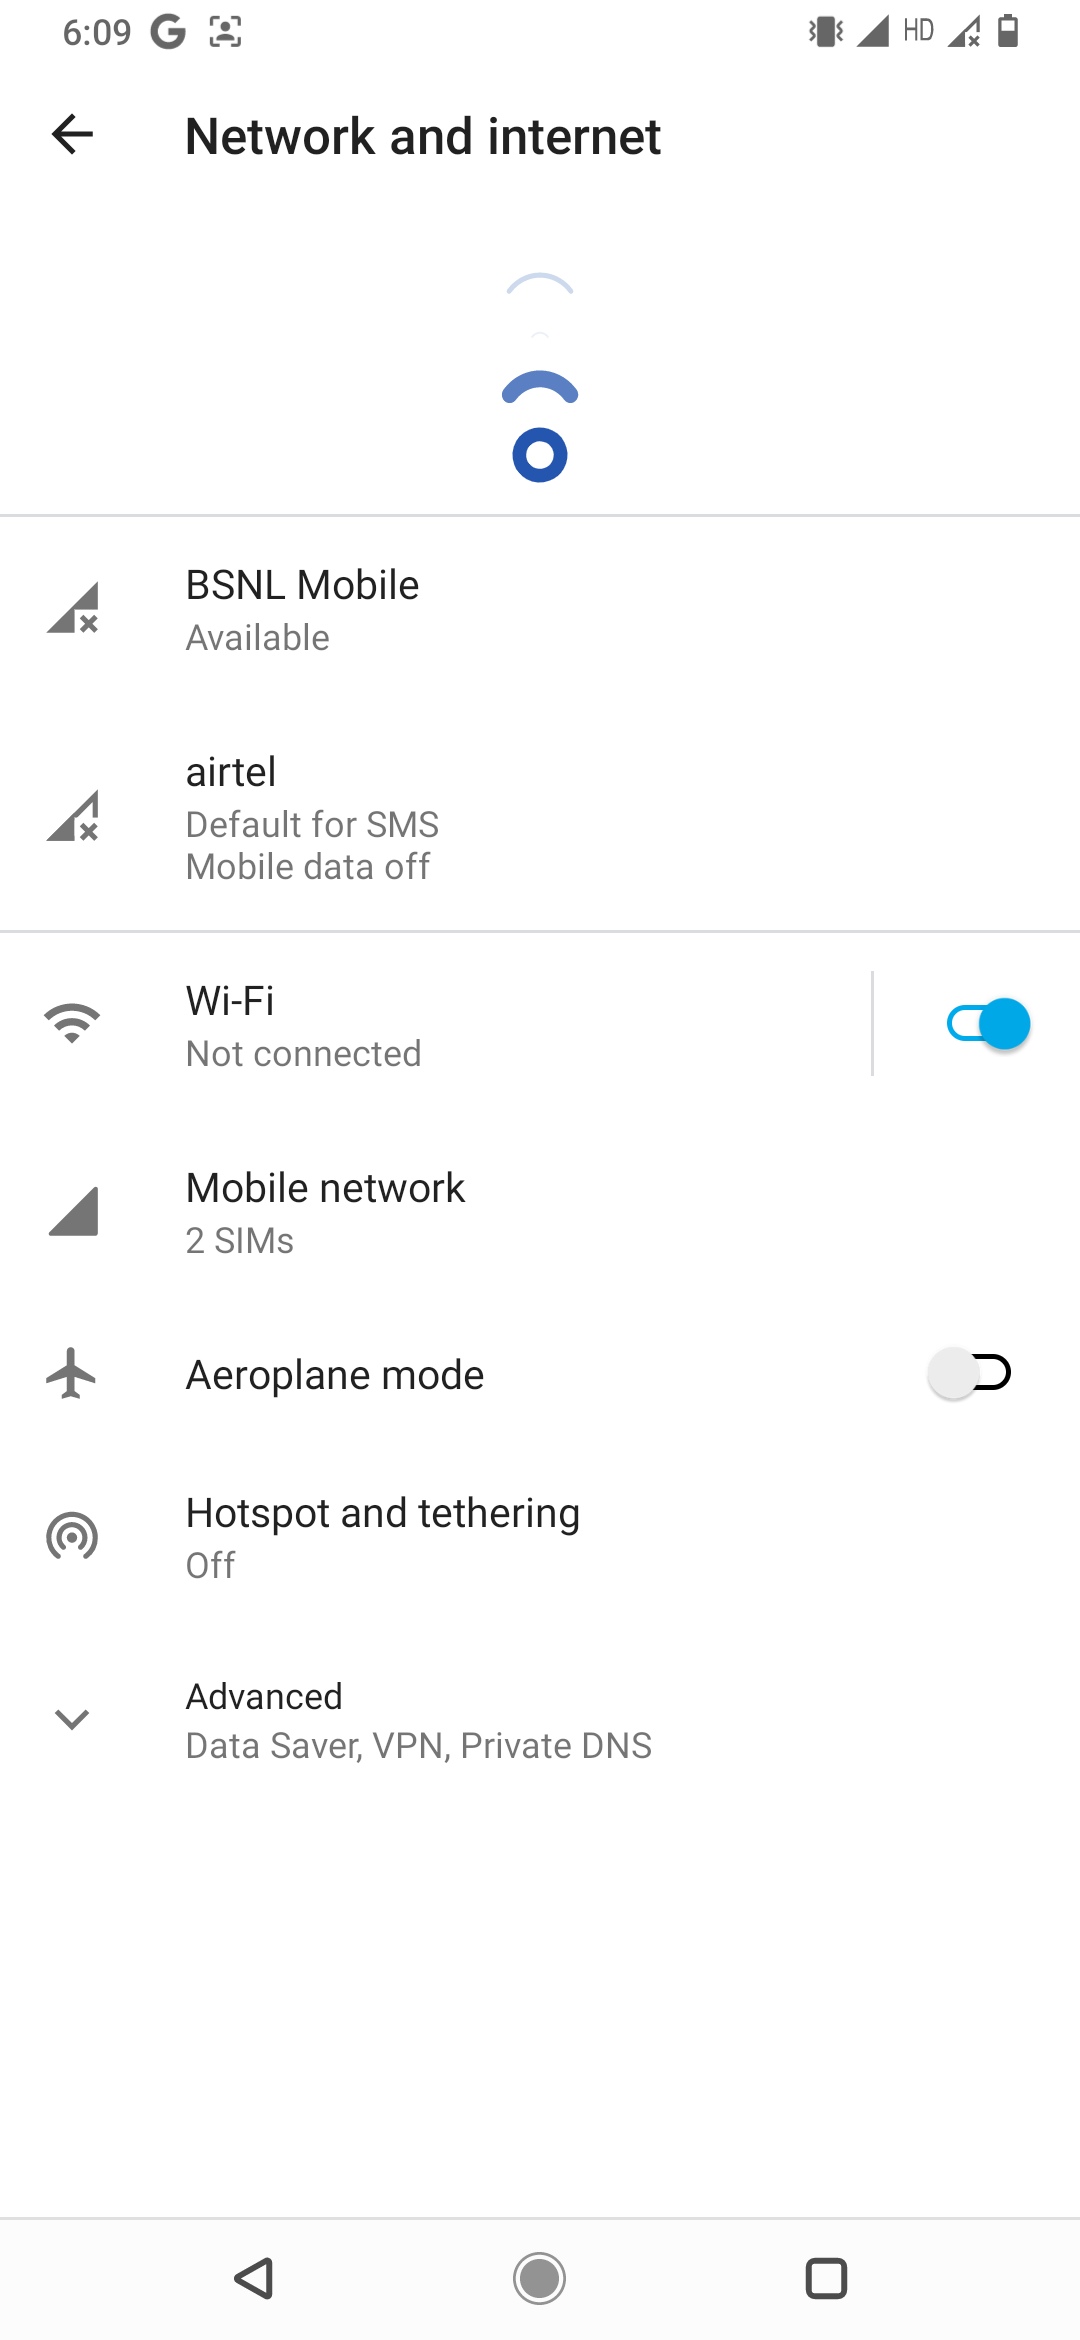 6:09 G HD
Network and internet
BSNL Mobile
Available
airtel
Default for SMS
Mobile data off
Wi-Fi
Not connected
Mobile network
2 SIMs
Aeroplane mode
Hotspot and tethering
Off
Advanced
Data Saver, VPN, Private DNS